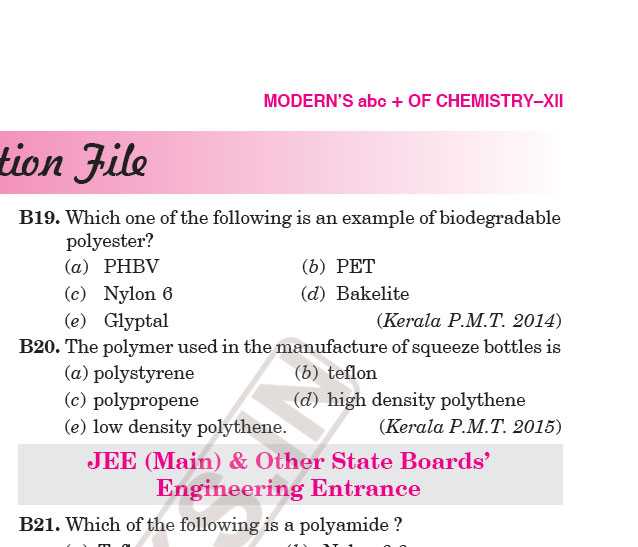 MODERN'S abc + OF CHEMISTRY–XII
tion File
B19. Which one of the following is an example of biodegradable
polyester?
(a) PHBV (b) PET
(c) Nylon 6 (d) Bakelite
(e) Glyptal (Kerala P.M.T. 2014)
B20. The polymer used in the manufacture of squeeze bottles is
(a) polystyrene (b) teflon
(c) polypropene (d) high density polythene
(e) low density polythene. (Kerala P.M.T. 2015)
JEE (Main) & Other State Boards'
Engineering Entrance
B21. Which of the following is a polyamide ?